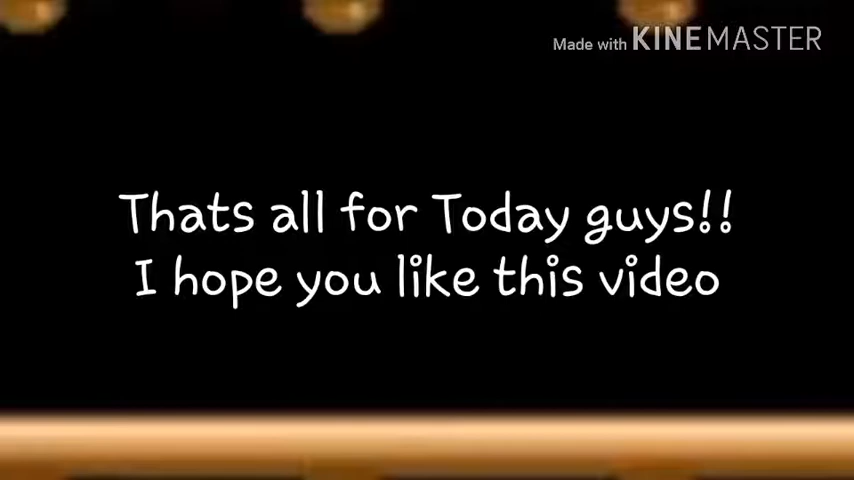 Made with KINEMASTER
Thats all for Today guys!!
I hope you like this video